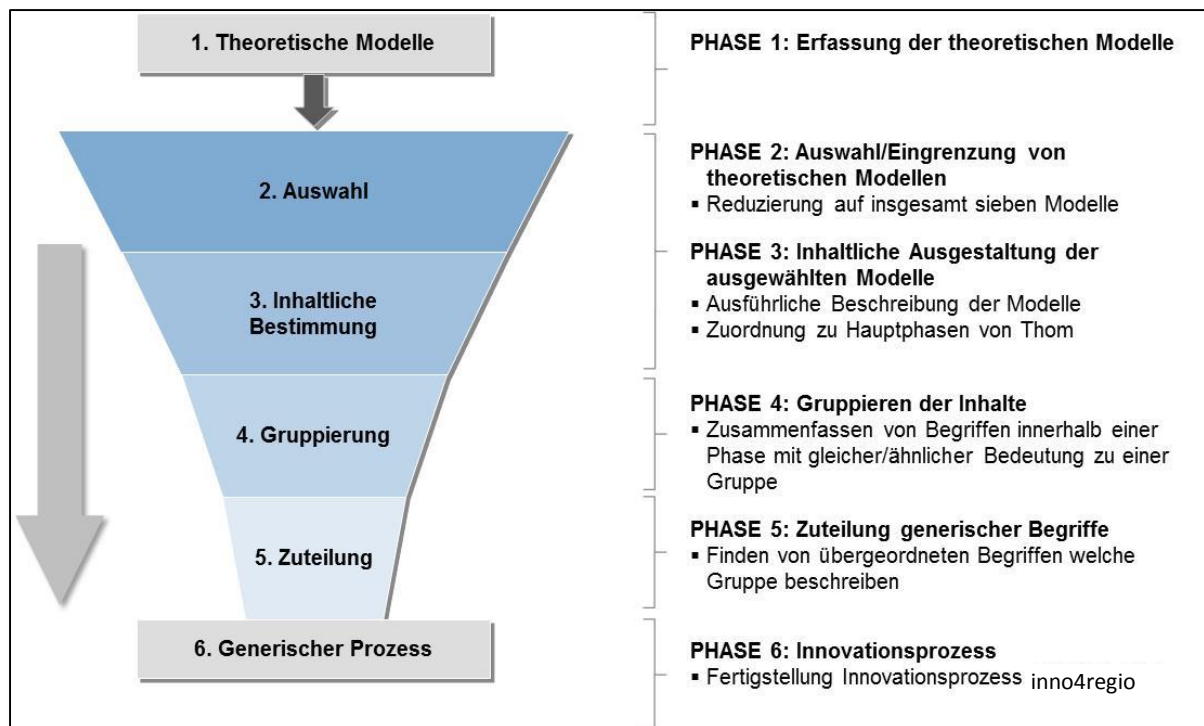 1. Theoretische Modelle
2. Auswahl
3. Inhaltliche
Bestimmung
4. Gruppierung
5. Zuteilung
6. Generischer Prozess
PHASE 1: Erfassung der theoretischen Modelle
PHASE 2: Auswahl/Eingrenzung von
theoretischen Modellen
▪ Reduzierung auf insgesamt sieben Modelle
PHASE 3: Inhaltliche Ausgestaltung der
ausgewählten Modelle
▪ Ausführliche Beschreibung der Modelle
▪ Zuordnung zu Hauptphasen von Thom
PHASE 4: Gruppieren der Inhalte
▪ Zusammenfassen von Begriffen innerhalb einer
Phase mit gleicher/ähnlicher Bedeutung zu einer
Gruppe
PHASE 5: Zuteilung generischer Begriffe
▪ Finden von übergeordneten Begriffen welche
Gruppe beschreiben
PHASE 6: Innovationsprozess
▪ Fertigstellung Innovationsprozess inno4regio